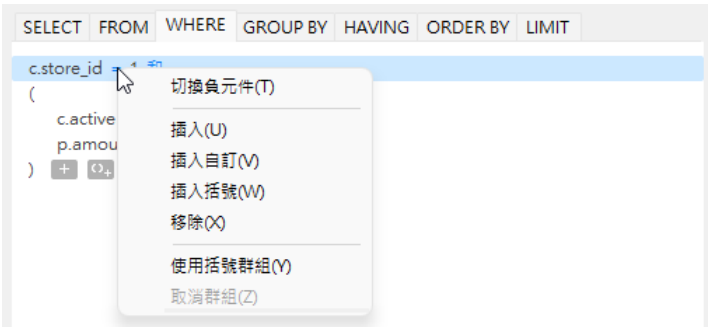 SELECT FROM WHERE GROUP BY HAVING ORDER BY LIMIT
c.store_id = 1 和
(
切換負元件(T)
c.active
插入(U)
p.amou
插入自訂(V)
)
插入括號(W)
移除(X)
使用括號群組(Y)
取消群組(Z)